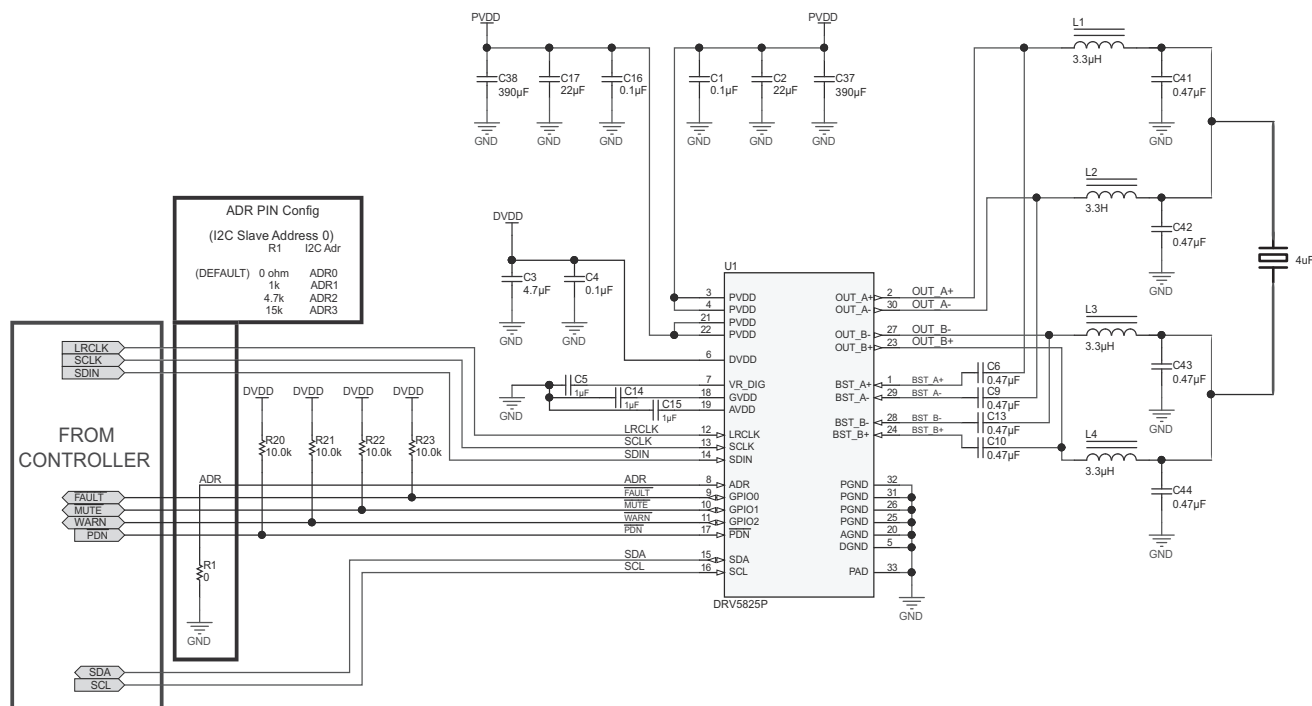 PVDD
C38
390µF
C17
22µF
C16
0.1µF
GND
GND
GND
PVDD
C1
0.1µF
C2
22µF
C37
390µF
GND
GND
GND
L1
3.3µH
C41
0.47µF
GND
L2
3.3H
C42
0.47µF
GND
4uF
ADR PIN Config
(I2C Slave Address 0)
R1 I2C Adr
(DEFAULT) 0 ohm ADR0
1k ADR1
4.7k ADR2
15k ADR3
DVDD
C3
4.7µF
C4
0.1µF
GND
GND
U1
3 PVDD
4 PVDD
21 PVDD
22 PVDD
6 DVDD
7 VR_DIG
18 GVDD
19 AVDD
12 LRCLK
13 SCLK
14 SDIN
8 ADR
9 GPIO0
10 GPIO1
11 GPIO2
17 PDN
15 SDA
16 SCL
OUT_A+ 2 OUT_A+
OUT_A- 30 OUT_A-
OUT_B- 27 OUT_B-
OUT_B+ 23 OUT_B+
BST_A+ 1 BST_A+
BST_A- 29 BST_A-
BST_B- 28 BST_B-
BST_B+ 24 BST_B+
PGND 32
PGND 31
PGND 26
PGND 25
AGND 20
DGND 5
PAD 33
DRV5825P
GND
C6
0.47µF
C9
0.47µF
C13
0.47µF
C10
0.47µF
L3
3.3µH
C43
0.47µF
GND
L4
3.3µH
C44
0.47µF
GND
GND
C5
1µF
C14
1µF
C15
1µF
LRCLK
SCLK
SDIN
ADR
FAULT
MUTE
WARN
PDN
SDA
SCL
DVDD
DVDD
DVDD
DVDD
R20
10.0k
R21
10.0k
R22
10.0k
R23
10.0k
ADR
R1
0
GND
LRCLK
SCLK
SDIN
FROM
CONTROLLER
FAULT
MUTE
WARN
PDN
SDA
SCL